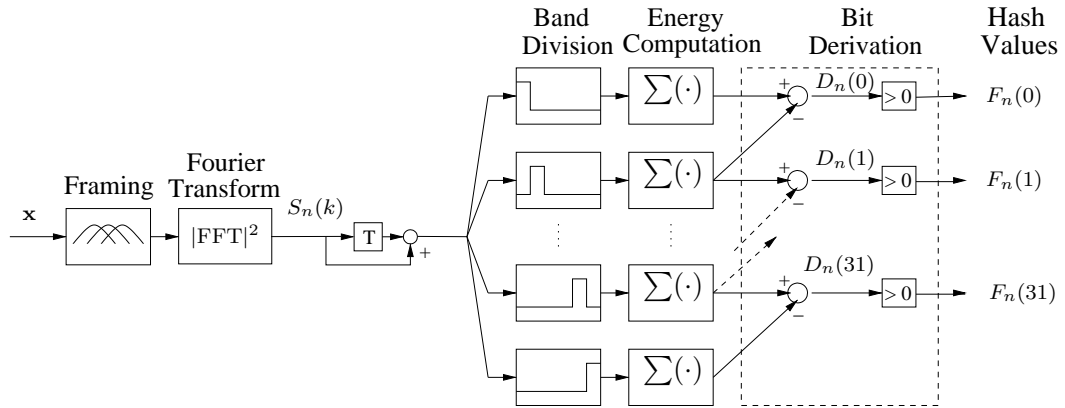 Band Division
Energy Computation
Bit Derivation
Hash Values
Framing
Fourier Transform
x
|FFT|²
Sₙ(k)
T
+
∑(·)
+
−
Dₙ(0)
> 0
Fₙ(0)
∑(·)
+
−
Dₙ(1)
> 0
Fₙ(1)
∑(·)
+
−
Dₙ(31)
> 0
Fₙ(31)
∑(·)